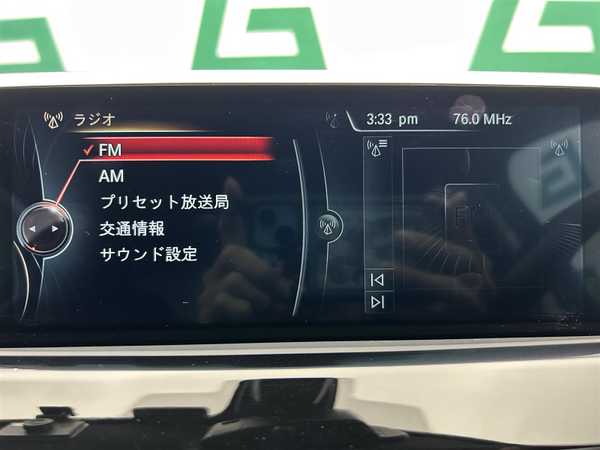 ラジオ
3:33 pm 76.0 MHz
FM
AM
プリセット放送局
交通情報
サウンド設定